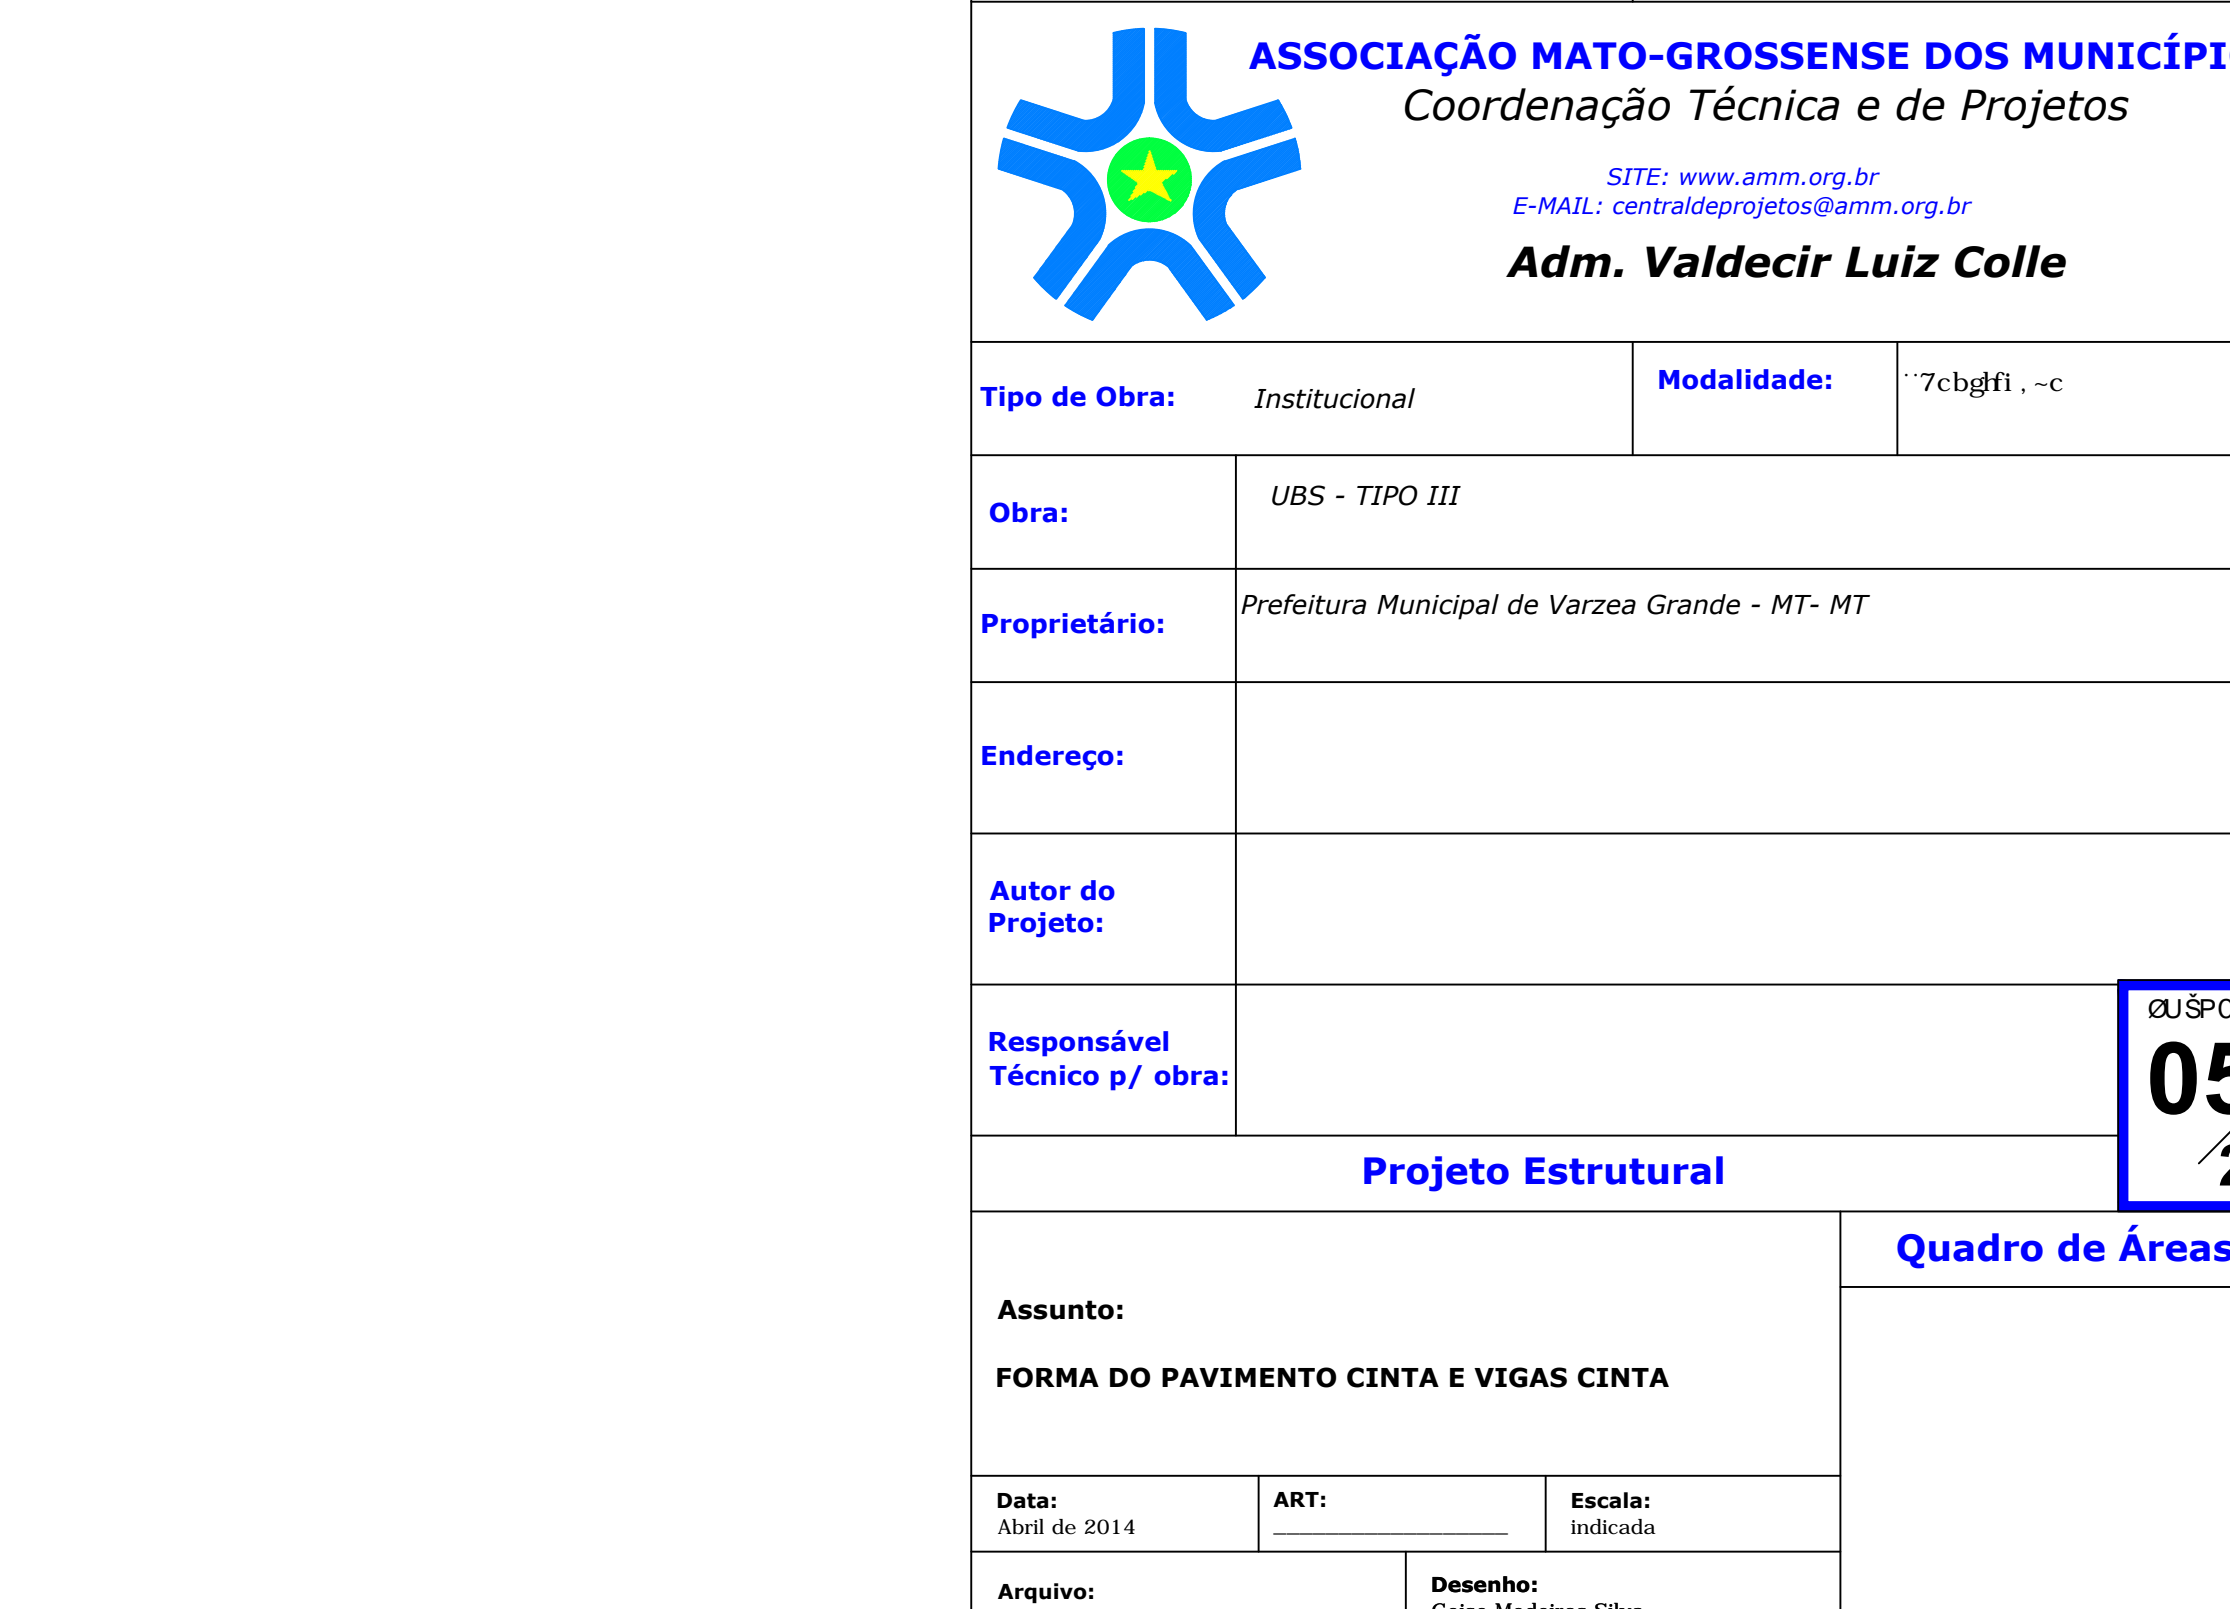 ASSOCIAÇÃO MATO-GROSSENSE DOS
Coordenação Técnica e de Projetos
SITE: www.amm.org.br
E-MAIL: centraldeprojetos@amm.org.br
Adm. Valdecir Luiz Colle
Tipo de Obra: Institucional Modalidade: ¨¨7cbghfi , ~c
Obra: UBS - TIPO III
Proprietário: Prefeitura Municipal de Varzea Grande - MT- MT
Endereço:
Autor do
Projeto:
Responsável
Técnico p/ obra:
05
Projeto Estrutural
Quadro de Áreas
Assunto:
FORMA DO PAVIMENTO CINTA E VIGAS CINTA
Data: ART: Escala:
Abril de 2014 indicada
Arquivo: Desenho: